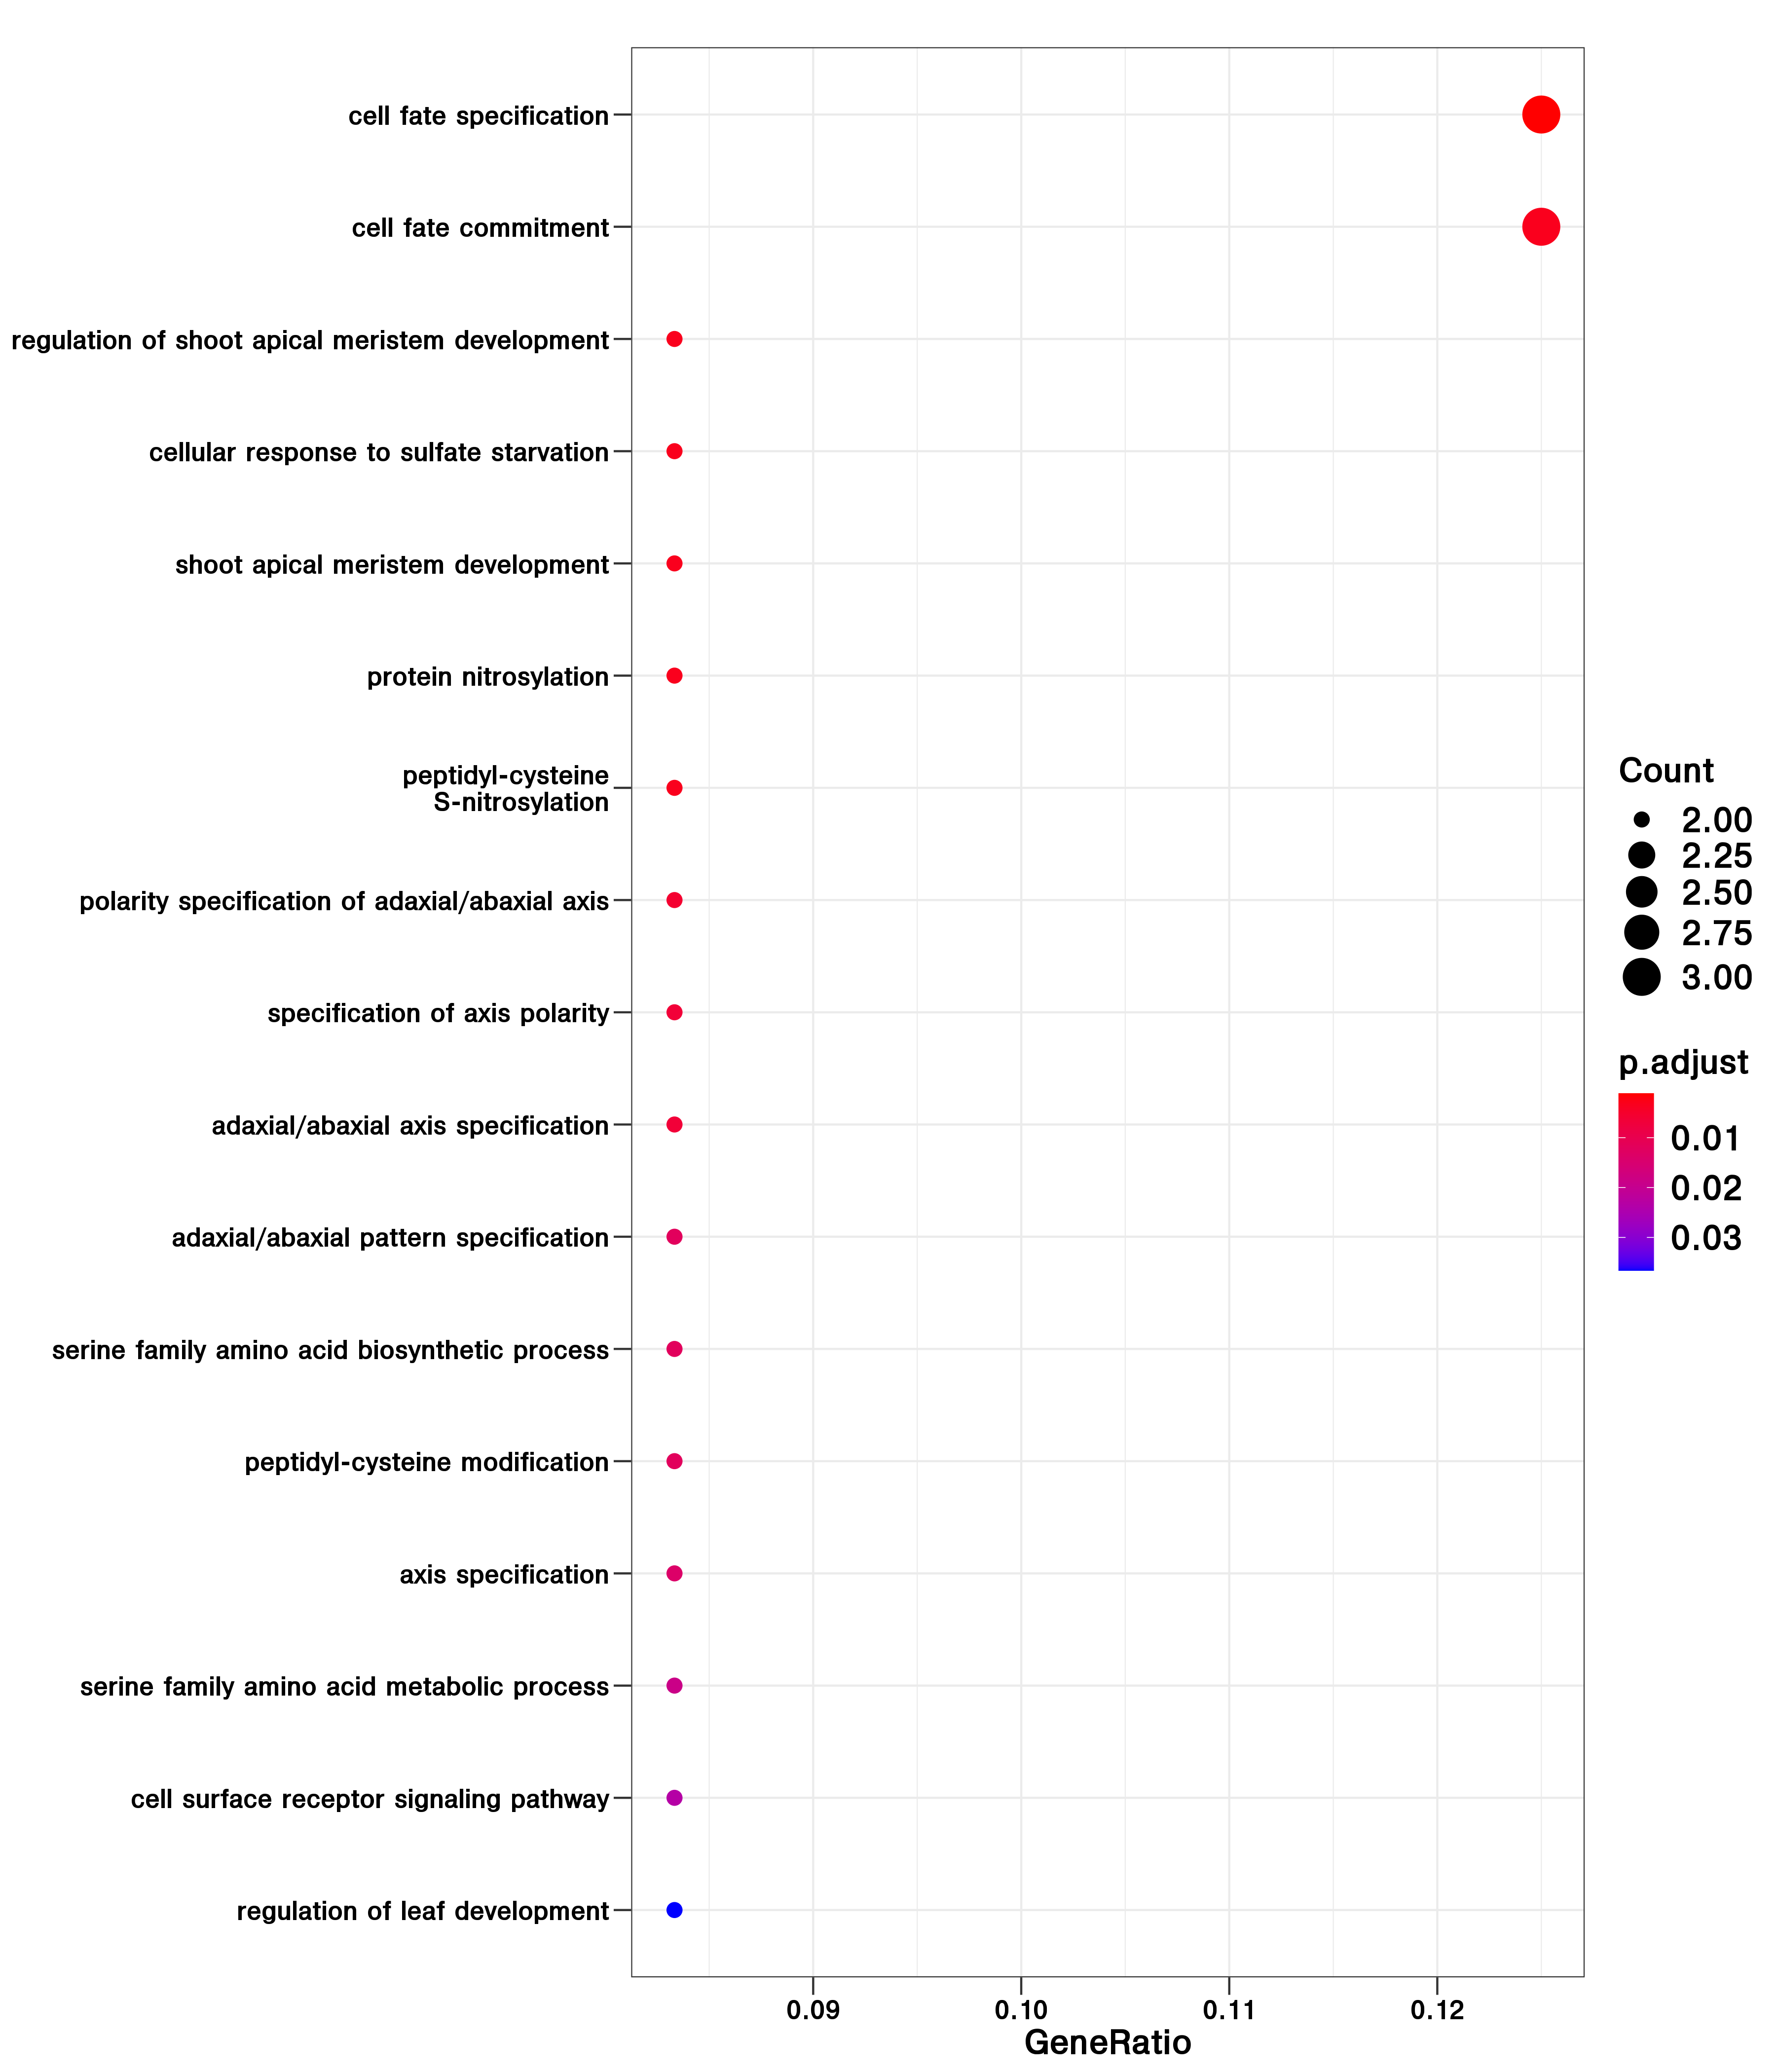 cell fate specification
cell fate commitment
regulation of shoot apical meristem development
cellular response to sulfate starvation
shoot apical meristem development
protein nitrosylation
peptidyl-cysteine
S-nitrosylation
polarity specification of adaxial/abaxial axis
specification of axis polarity
adaxial/abaxial axis specification
adaxial/abaxial pattern specification
serine family amino acid biosynthetic process
peptidyl-cysteine modification
axis specification
serine family amino acid metabolic process
cell surface receptor signaling pathway
regulation of leaf development
0.09 0.10 0.11 0.12
GeneRatio
Count
2.00
2.25
2.50
2.75
3.00
p.adjust
0.01
0.02
0.03